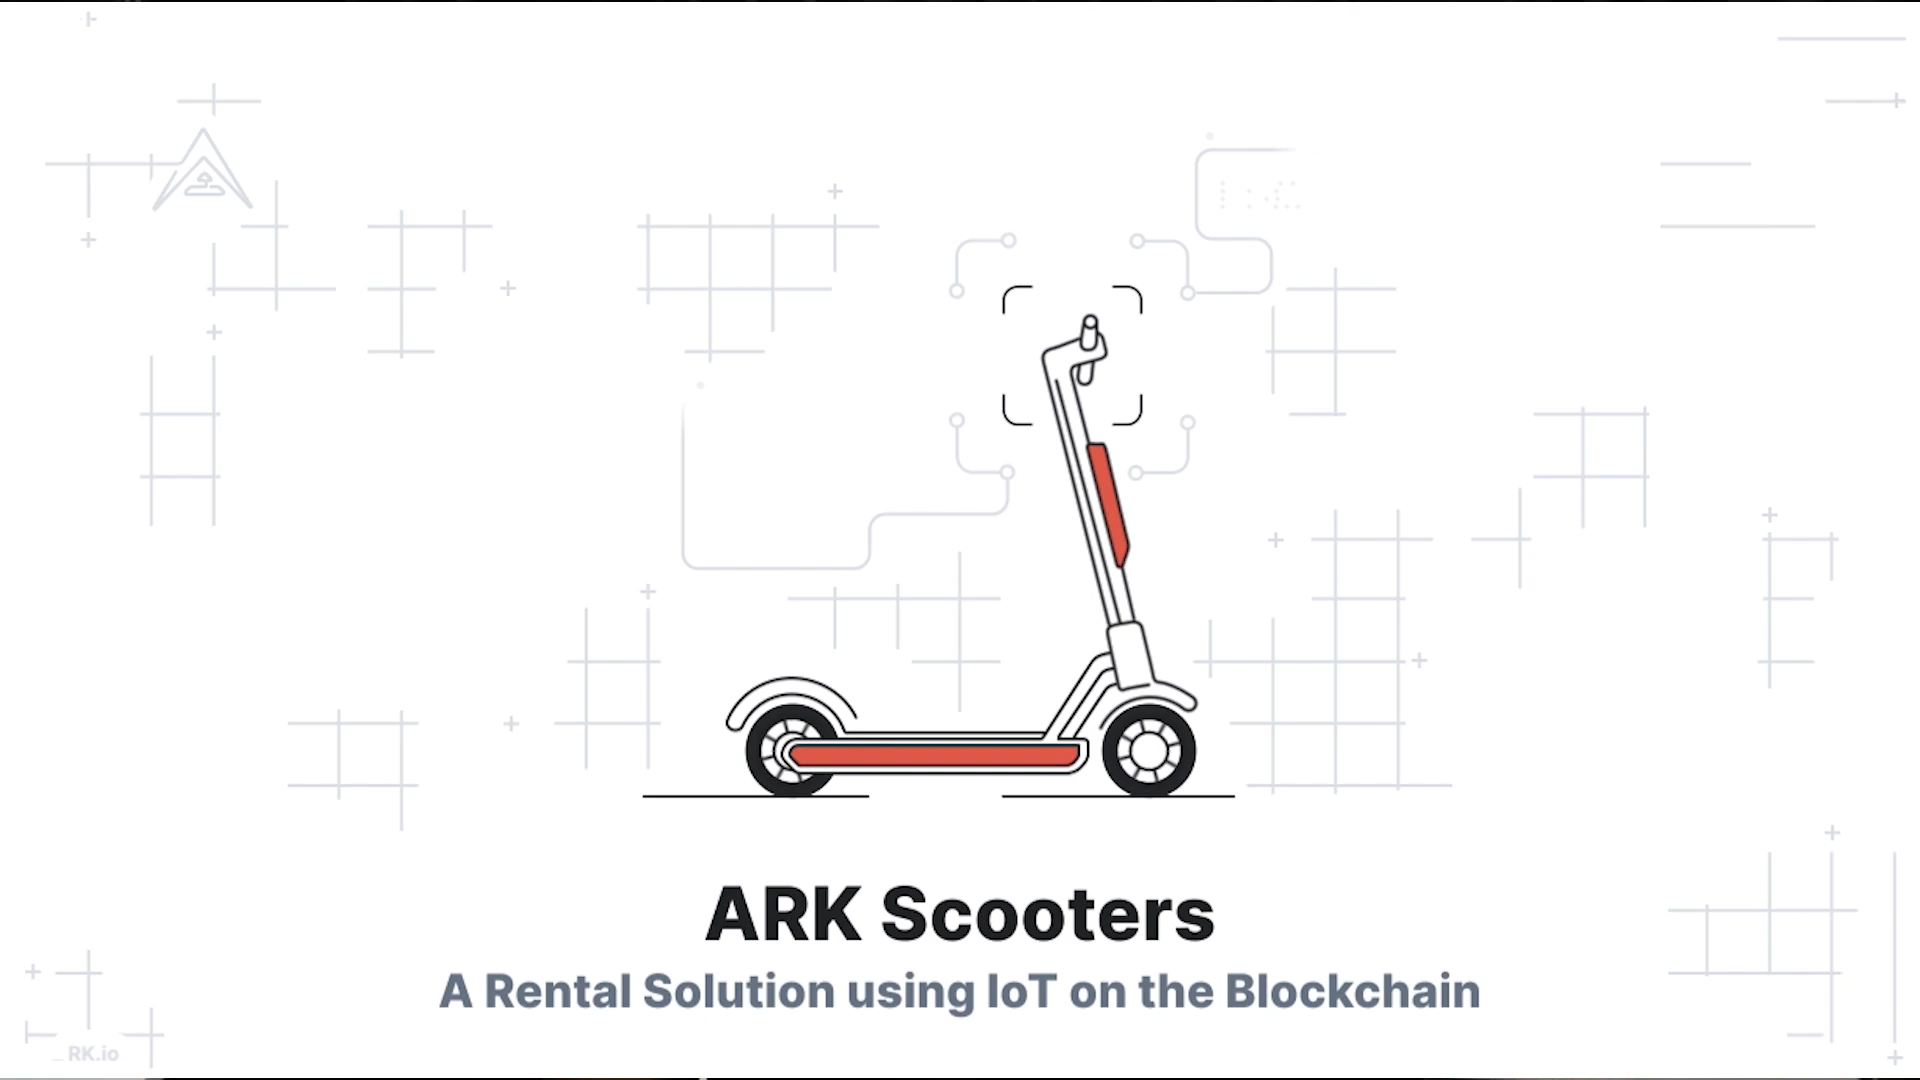 ARK Scooters
A Rental Solution using IoT on the Blockchain
RK.io